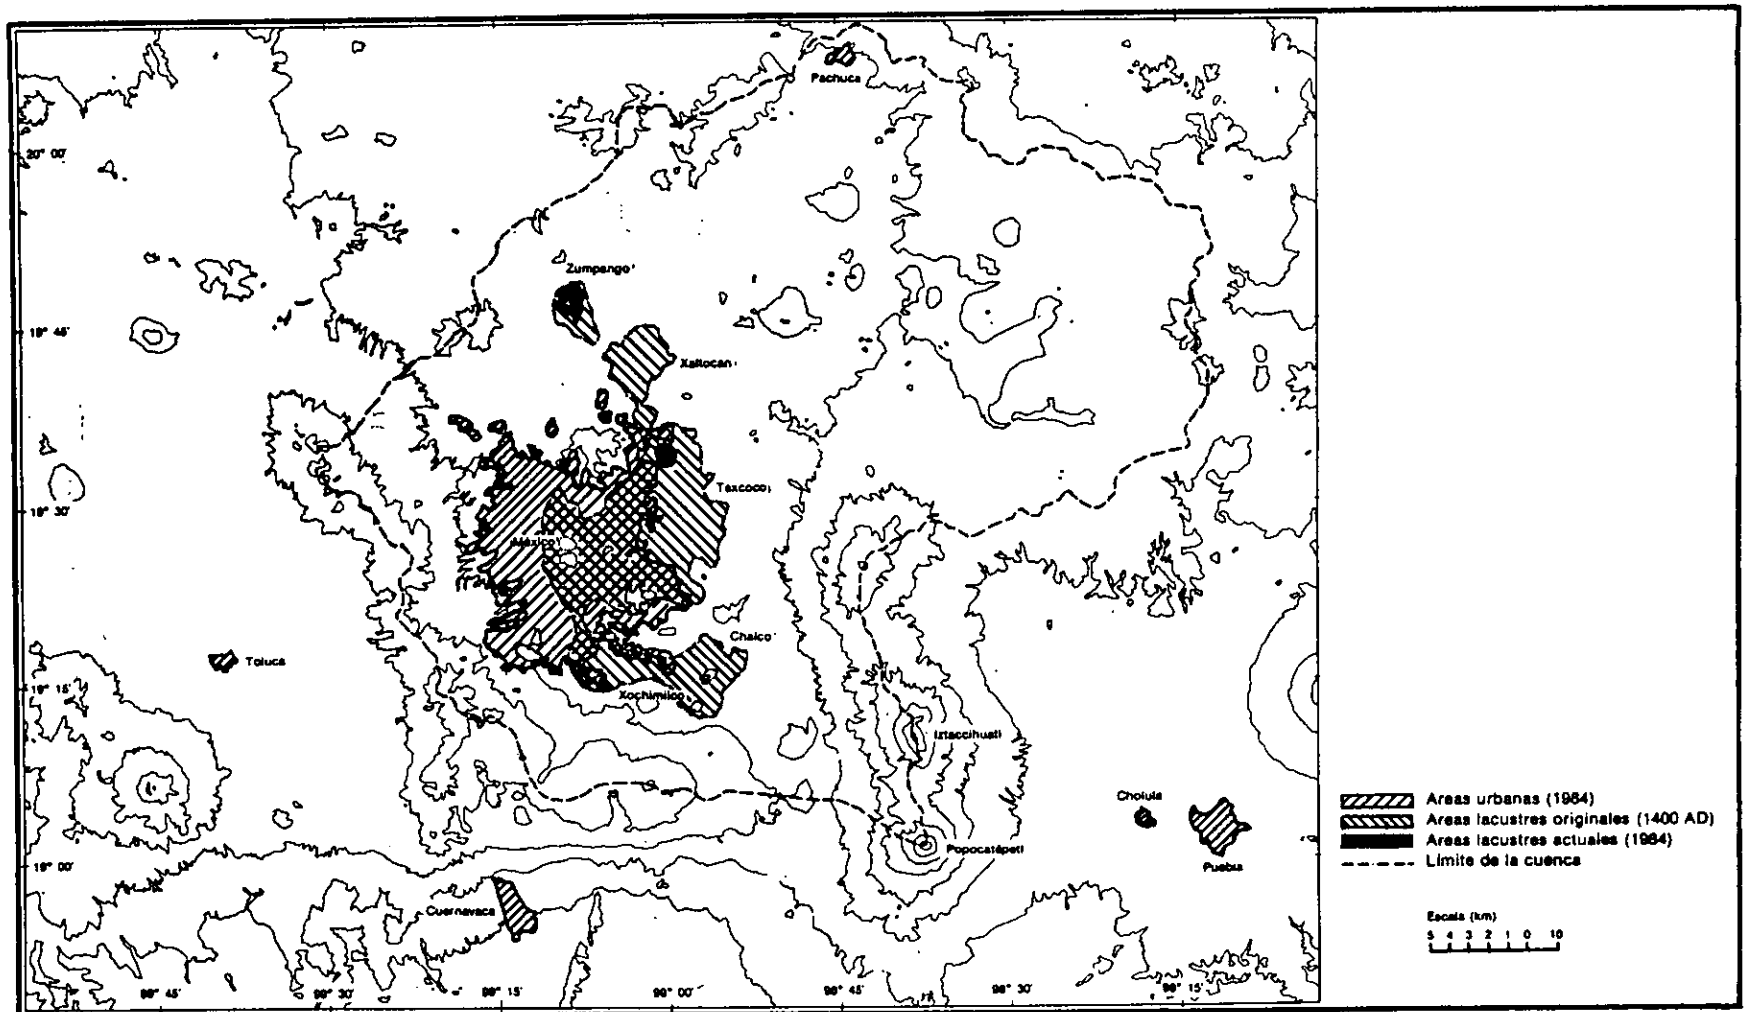 Pachuca
20° 00'
Zumpango
19° 45'
Xaltocan
Texcoco
19° 30'
México
Chalco
Toluca
19° 15'
Xochimilco
Iztaccihuatl
Cholula
Popocatépetl
19° 00'
Puebla
Cuernavaca
99° 45' 99° 30' 99° 15' 99° 00' 98° 45' 98° 30' 98° 15'
Areas urbanas (1984)
Areas lacustres originales (1400 AD)
Areas lacustres actuales (1984)
Límite de la cuenca
Escala (km)
5 4 3 2 1 0 10